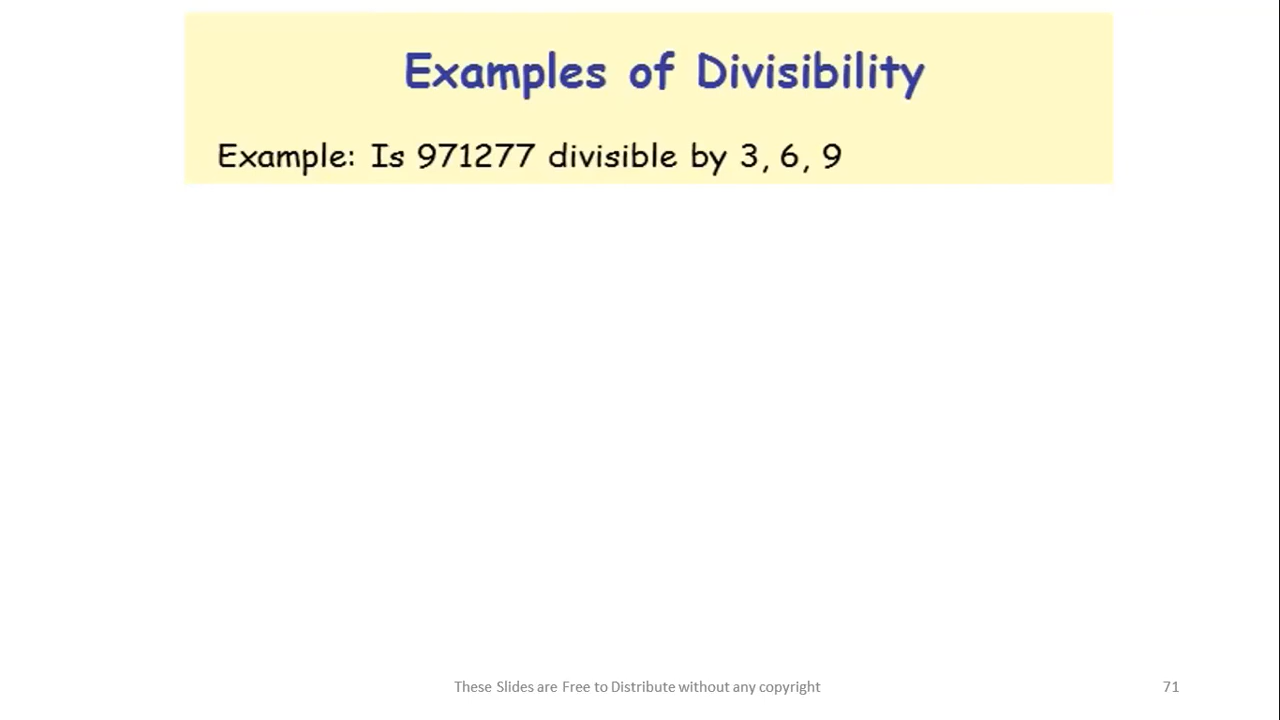 Examples of Divisibility
Example: Is 971277 divisible by 3, 6, 9
These Slides are Free to Distribute without any copyright
71